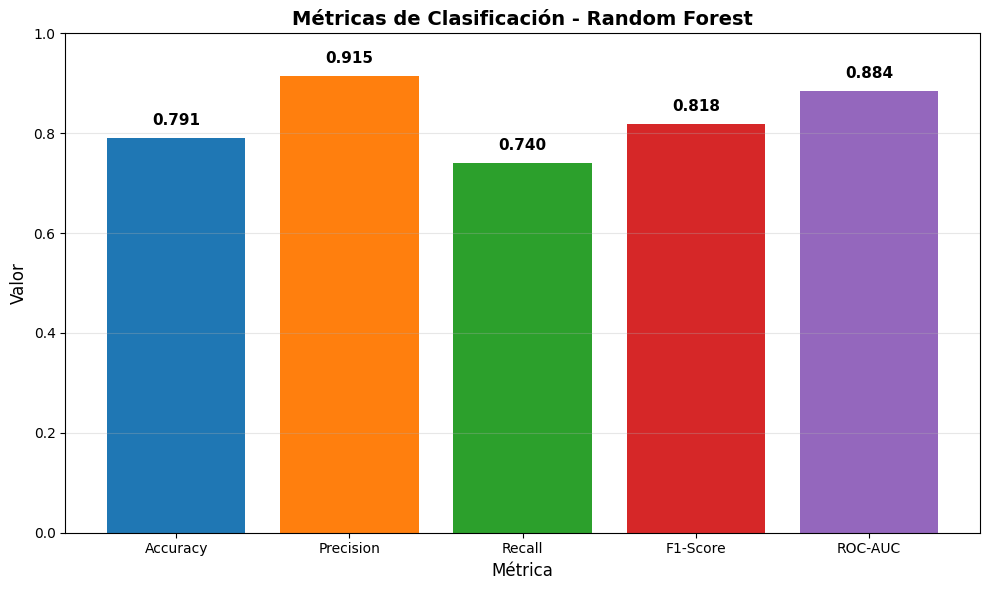 Métricas de Clasificación - Random Forest
1.0
0.8
0.6
0.4
0.2
0.0
Valor
0.791
0.915
0.740
0.818
0.884
Accuracy
Precision
Recall
F1-Score
ROC-AUC
Métrica